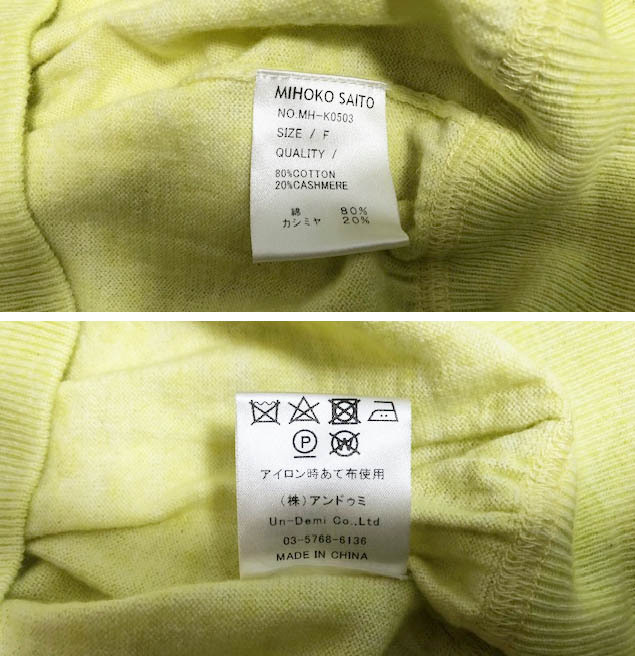 MIHOKO SAITO
NO.MH-K0503
SIZE / F
QUALITY /
80%COTTON
20%CASHMERE
綿 80%
カシミヤ 20%
P
W
アイロン時あて布使用
(株)アンドゥミ
Un-Demi Co.,Ltd
03-5768-6136
MADE IN CHINA